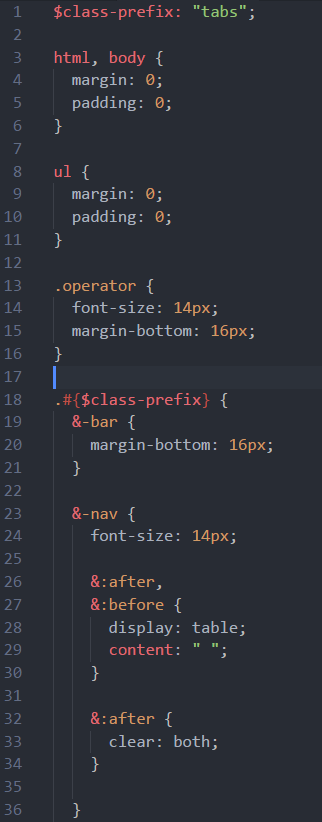 1 $class-prefix: "tabs";
2
3 html, body {
4 margin: 0;
5 padding: 0;
6 }
7
8 ul {
9 margin: 0;
10 padding: 0;
11 }
12
13 .operator {
14 font-size: 14px;
15 margin-bottom: 16px;
16 }
17
18 .#{$class-prefix} {
19 &-bar {
20 margin-bottom: 16px;
21 }
22
23 &-nav {
24 font-size: 14px;
25
26 &:after,
27 &:before {
28 display: table;
29 content: " ";
30 }
31
32 &:after {
33 clear: both;
34 }
35
36 }